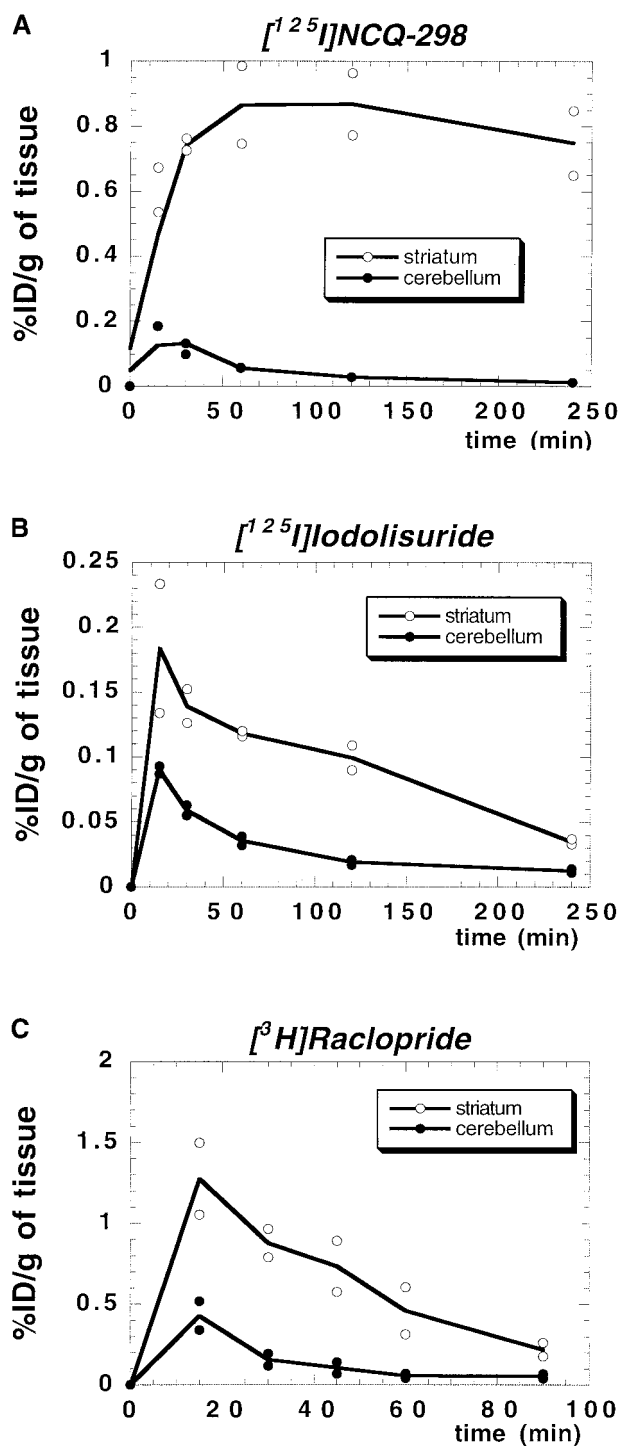 A
[¹²⁵I]NCQ-298
1
0.8
0.6
0.4
0.2
0
%ID/g of tissue
striatum
cerebellum
0 50 100 150 200 250
time (min)
B
[¹²⁵I]Iodolisuride
0.25
0.2
0.15
0.1
0.05
0
%ID/g of tissue
striatum
cerebellum
0 50 100 150 200 250
time (min)
C
[³H]Raclopride
2
1.5
1
0.5
0
%ID/g of tissue
striatum
cerebellum
0 20 40 60 80 100
time (min)